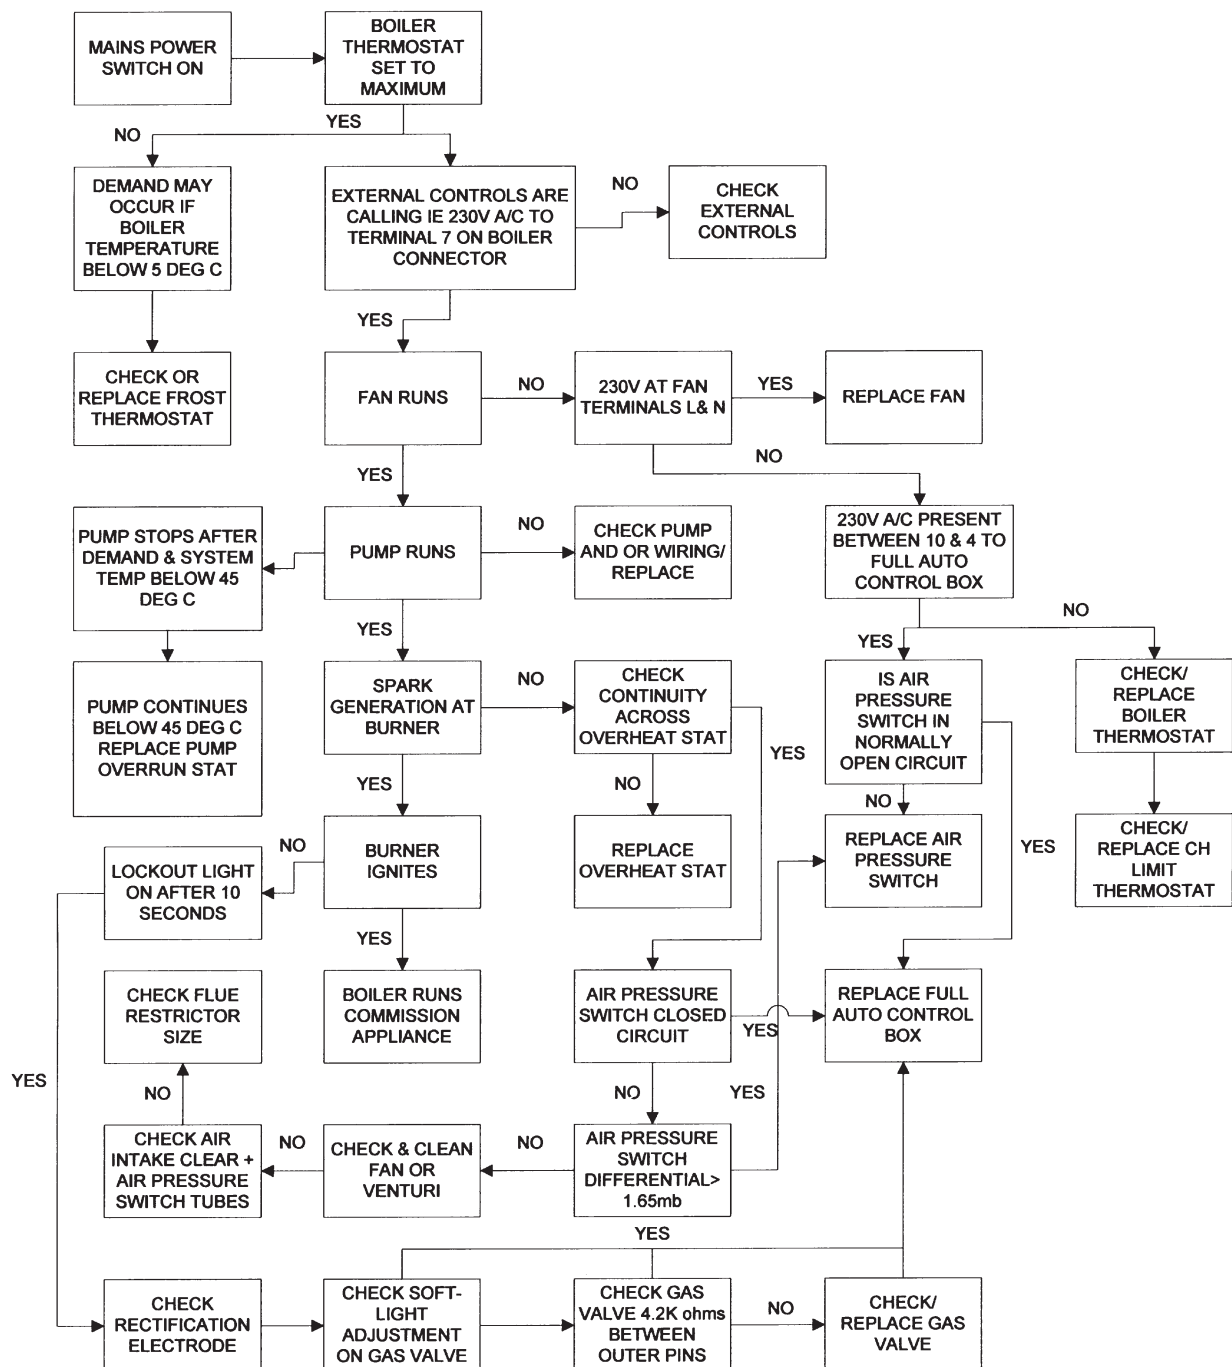 MAINS POWER
SWITCH ON
BOILER
THERMOSTAT
SET TO
MAXIMUM
NO
YES
DEMAND MAY
OCCUR IF
BOILER
TEMPERATURE
BELOW 5 DEG C
EXTERNAL CONTROLS ARE
CALLING IE 230V A/C TO
TERMINAL 7 ON BOILER
CONNECTOR
NO
CHECK
EXTERNAL
CONTROLS
YES
CHECK OR
REPLACE FROST
THERMOSTAT
FAN RUNS
NO
230V AT FAN
TERMINALS L& N
YES
REPLACE FAN
YES
NO
PUMP STOPS AFTER
DEMAND & SYSTEM
TEMP BELOW 45
DEG C
PUMP RUNS
NO
CHECK PUMP
AND OR WIRING/
REPLACE
230V A/C PRESENT
BETWEEN 10 & 4 TO
FULL AUTO
CONTROL BOX
YES
YES
NO
PUMP CONTINUES
BELOW 45 DEG C
REPLACE PUMP
OVERRUN STAT
SPARK
GENERATION AT
BURNER
NO
CHECK
CONTINUITY
ACROSS
OVERHEAT STAT
YES
IS AIR
PRESSURE
SWITCH IN
NORMALLY
OPEN CIRCUIT
CHECK/
REPLACE
BOILER
THERMOSTAT
YES
NO
NO
YES
LOCKOUT LIGHT
ON AFTER 10
SECONDS
NO
BURNER
IGNITES
REPLACE
OVERHEAT STAT
REPLACE AIR
PRESSURE
SWITCH
CHECK/
REPLACE CH
LIMIT
THERMOSTAT
YES
CHECK FLUE
RESTRICTOR
SIZE
BOILER RUNS
COMMISSION
APPLIANCE
AIR PRESSURE
SWITCH CLOSED
CIRCUIT
YES
REPLACE FULL
AUTO CONTROL
BOX
YES
NO
NO
YES
CHECK AIR
INTAKE CLEAR +
AIR PRESSURE
SWITCH TUBES
NO
CHECK & CLEAN
FAN OR
VENTURI
NO
AIR PRESSURE
SWITCH
DIFFERENTIAL>
1.65mb
YES
CHECK
RECTIFICATION
ELECTRODE
CHECK SOFT-
LIGHT
ADJUSTMENT
ON GAS VALVE
CHECK GAS
VALVE 4.2K ohms
BETWEEN
OUTER PINS
NO
CHECK/
REPLACE GAS
VALVE